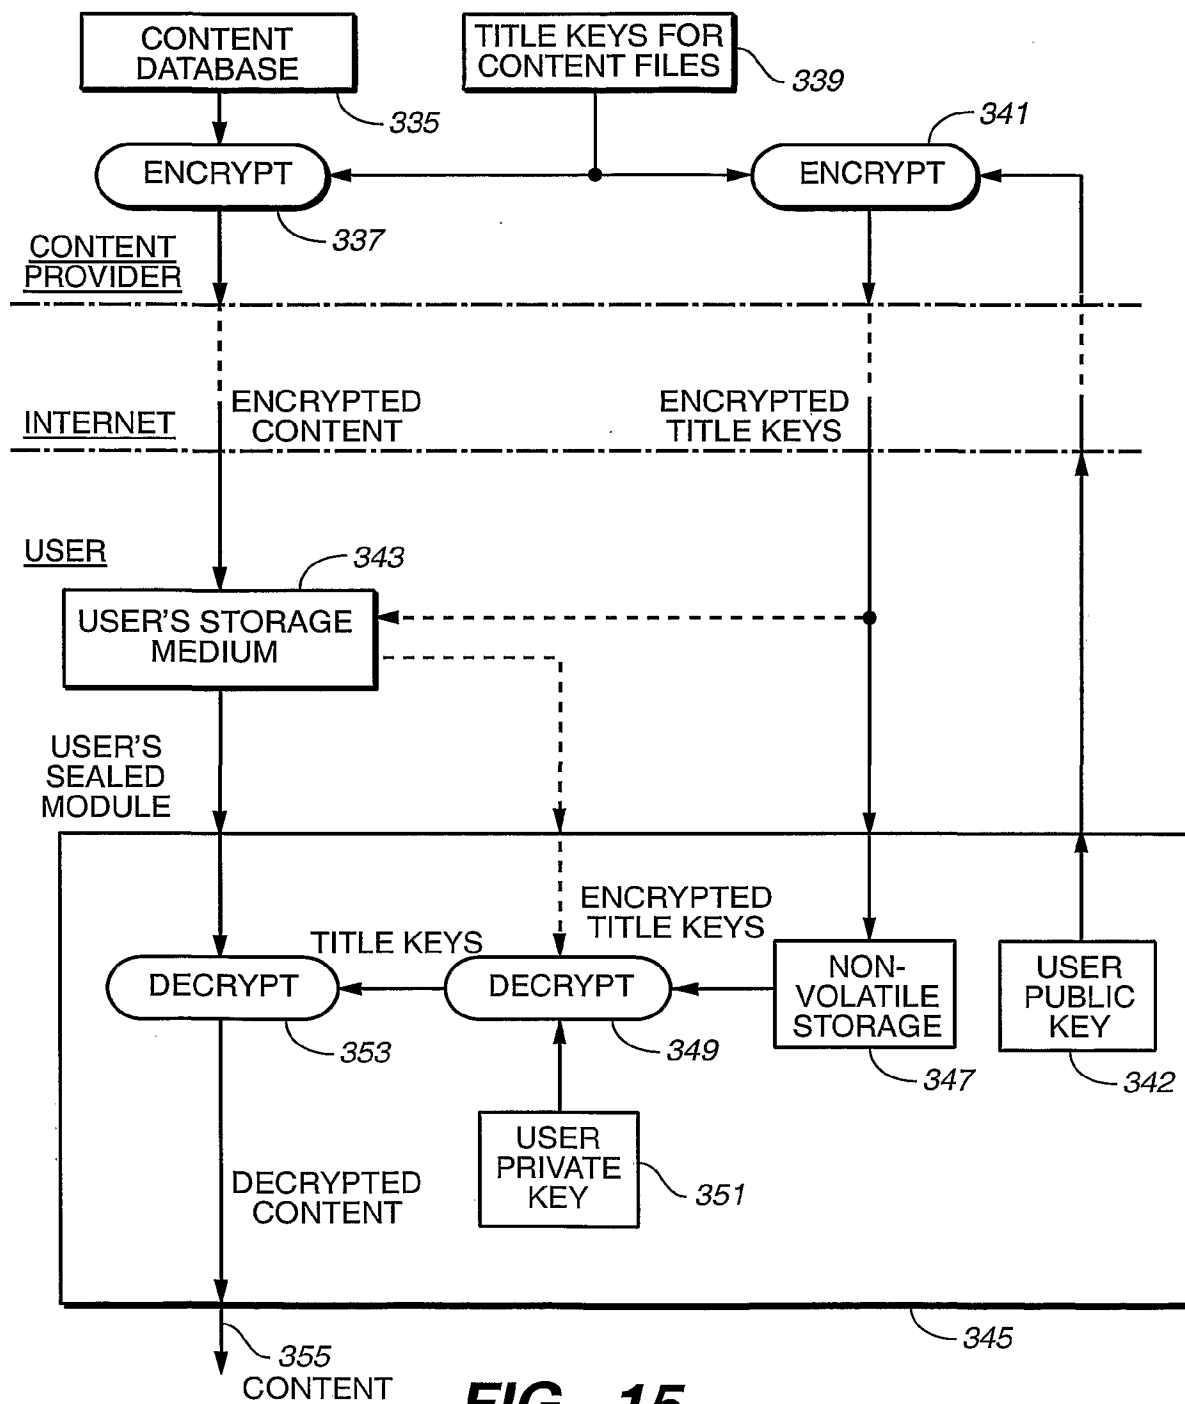 CONTENT
DATABASE
335
TITLE KEYS FOR
CONTENT FILES
339
ENCRYPT
337
341
ENCRYPT
CONTENT
PROVIDER
INTERNET
ENCRYPTED
CONTENT
ENCRYPTED
TITLE KEYS
USER
343
USER'S STORAGE
MEDIUM
USER'S
SEALED
MODULE
ENCRYPTED
TITLE KEYS
TITLE KEYS
DECRYPT
353
DECRYPT
349
NON-
VOLATILE
STORAGE
347
USER
PUBLIC
KEY
342
USER
PRIVATE
KEY
351
DECRYPTED
CONTENT
345
355
CONTENT
FIG._15